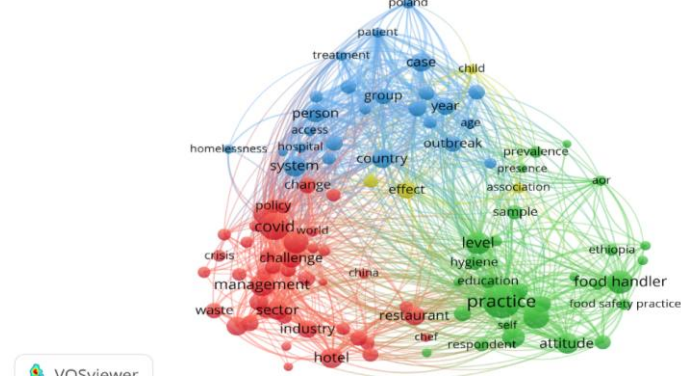 poland
patient
treatment
case
child
group
year
person
access
age
homelessness
hospital
outbreak
system
country
prevalence
presence
change
effect
association
aor
policy
sample
covid
world
level
ethiopia
crisis
challenge
hygiene
china
management
education
food handler
practice
food safety practice
waste
sector
restaurant
self
industry
chef
respondent
attitude
hotel
VOSviewer